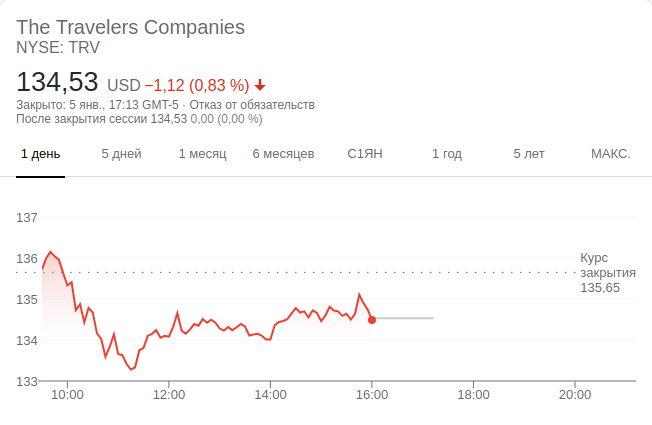 The Travelers Companies
NYSE: TRV
134,53 USD −1,12 (0,83 %)
Закрыто: 5 янв., 17:13 GMT-5 · Отказ от обязательств
После закрытия сессии 134,53 0,00 (0,00 %)
1 день 5 дней 1 месяц 6 месяцев С1ЯН 1 год 5 лет МАКС.
137
136
135
134
133
Курс
закрытия
135,65
10:00 12:00 14:00 16:00 18:00 20:00